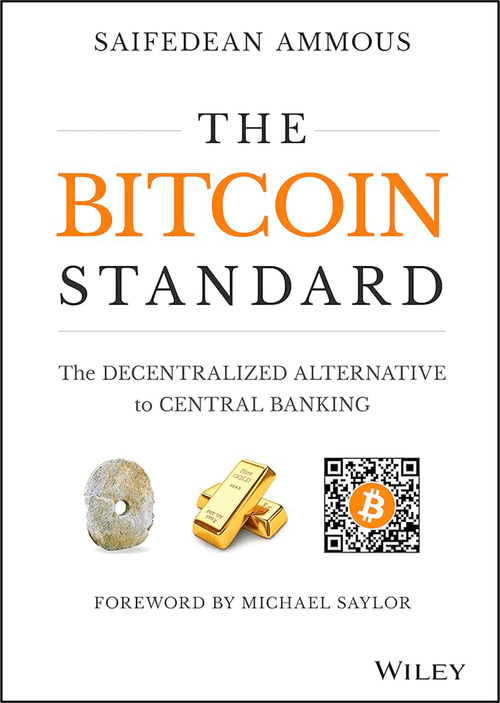 SAIFEDEAN AMMOUS
THE
BITCOIN
STANDARD
The DECENTRALIZED ALTERNATIVE
to CENTRAL BANKING
FOREWORD BY MICHAEL SAYLOR
WILEY